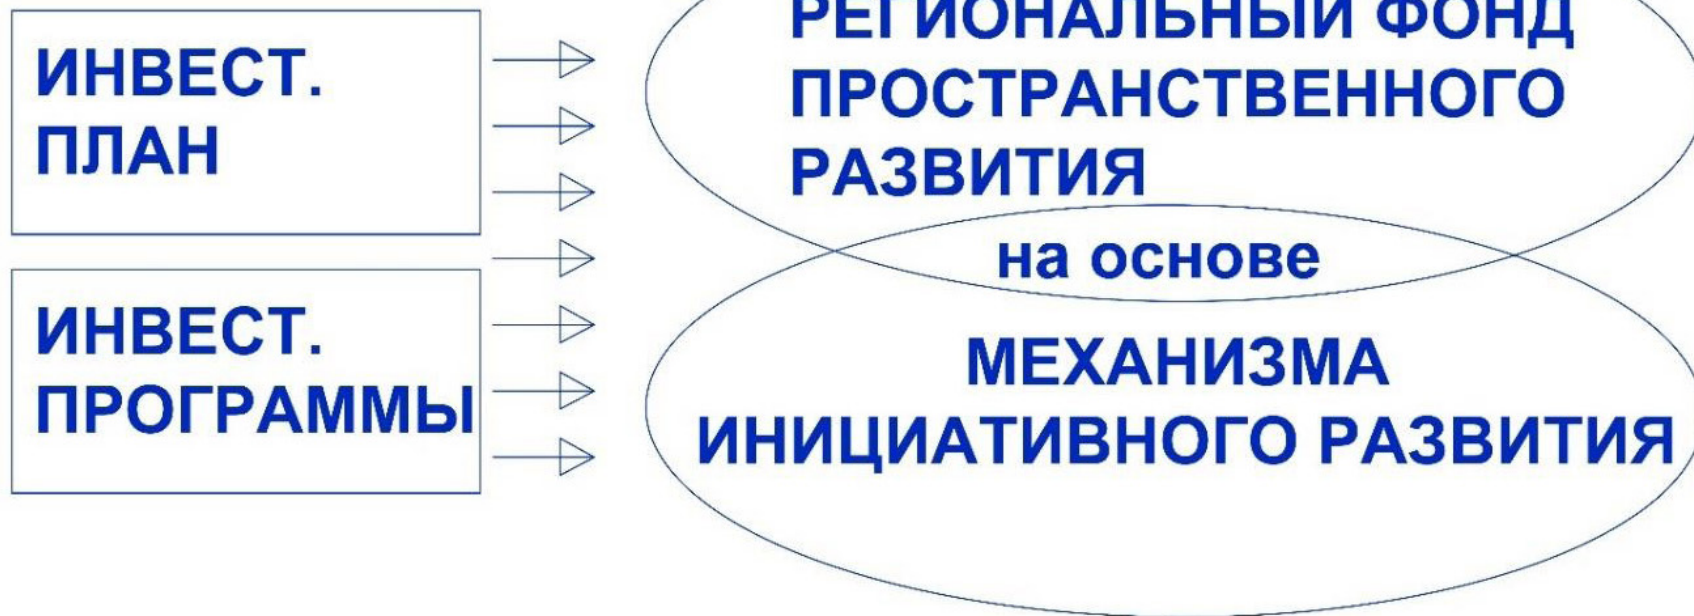 ИНВЕСТ.
ПЛАН
ИНВЕСТ.
ПРОГРАММЫ
РЕГИОНАЛЬНЫЙ ФОНД
ПРОСТРАНСТВЕННОГО
РАЗВИТИЯ
на основе
МЕХАНИЗМА
ИНИЦИАТИВНОГО РАЗВИТИЯ